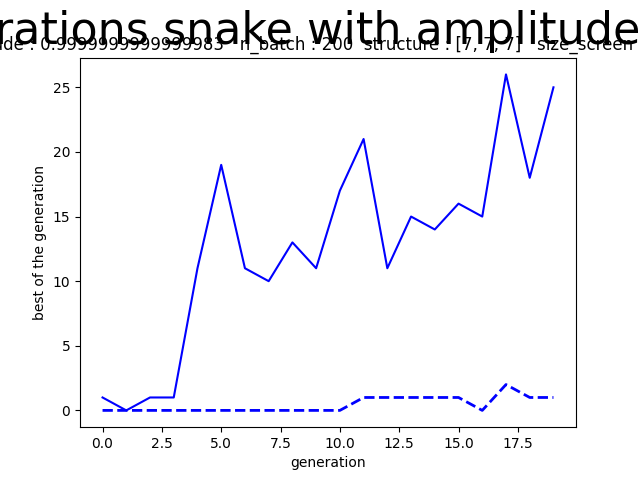 rations snake with amplitude
de : 0.9999999999999983 n_batch : 200 structure : [7, 7, 7] size_screen
25
20
15
10
5
0
best of the generation
0.0 2.5 5.0 7.5 10.0 12.5 15.0 17.5
generation